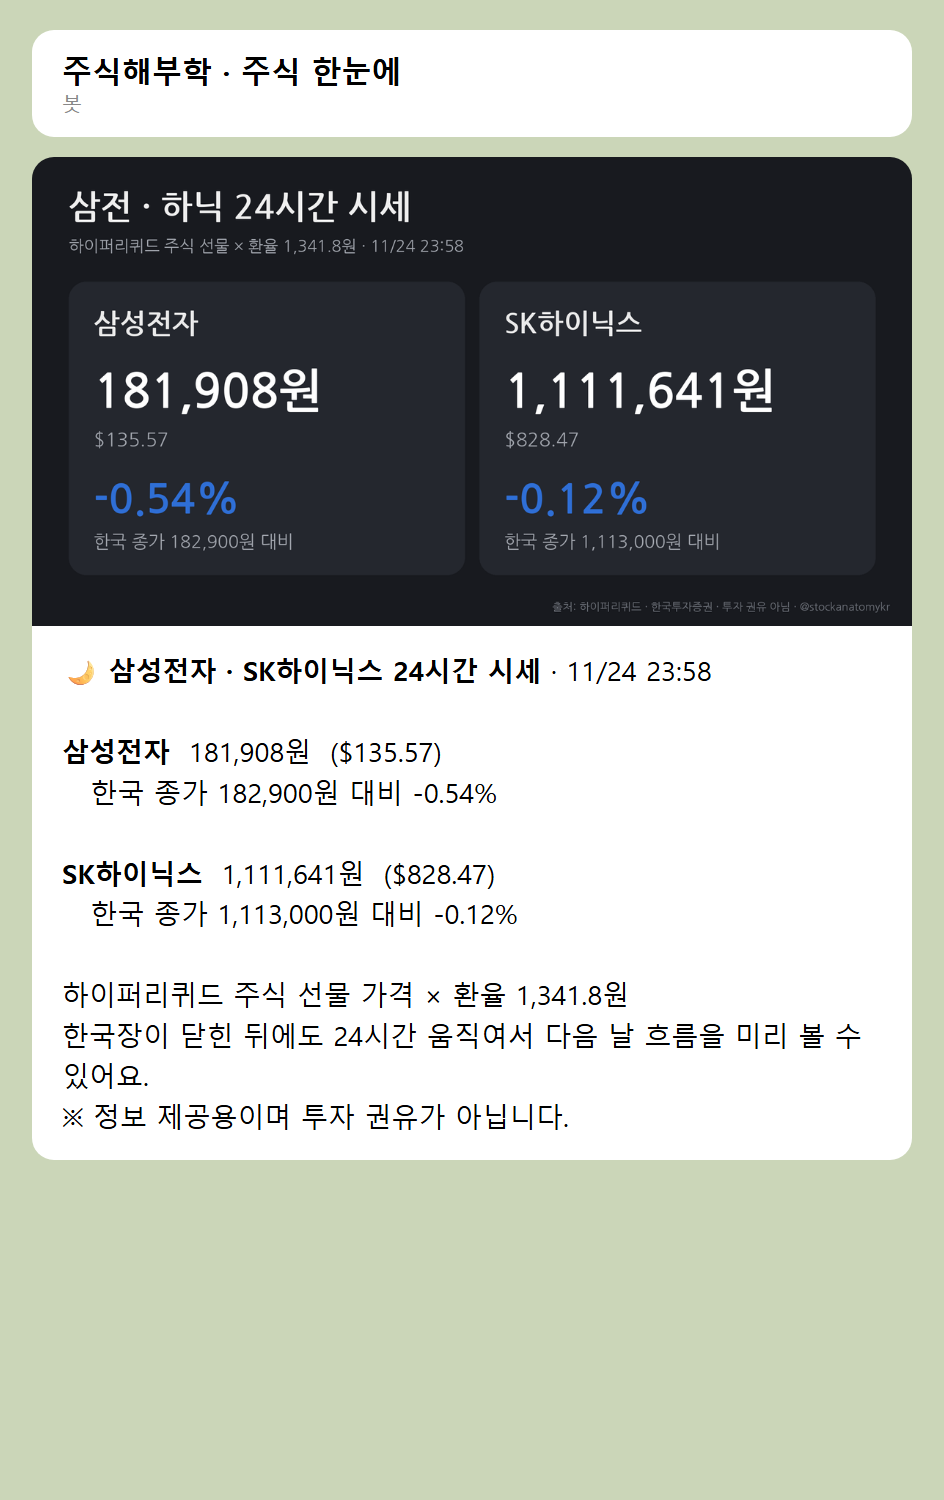 주식해부학 · 주식 한눈에
봇
삼전 · 하닉 24시간 시세
하이퍼리퀴드 주식 선물 × 환율 1,341.8원 · 11/24 23:58
삼성전자
181,908원
$135.57
-0.54%
한국 종가 182,900원 대비
SK하이닉스
1,111,641원
$828.47
-0.12%
한국 종가 1,113,000원 대비
출처: 하이퍼리퀴드 · 한국투자증권 · 투자 권유 아님 · @stockanatomykr
🌙 삼성전자 · SK하이닉스 24시간 시세 · 11/24 23:58
삼성전자 181,908원 ($135.57)
한국 종가 182,900원 대비 -0.54%
SK하이닉스 1,111,641원 ($828.47)
한국 종가 1,113,000원 대비 -0.12%
하이퍼리퀴드 주식 선물 가격 × 환율 1,341.8원
한국장이 닫힌 뒤에도 24시간 움직여서 다음 날 흐름을 미리 볼 수
있어요.
※ 정보 제공용이며 투자 권유가 아닙니다.